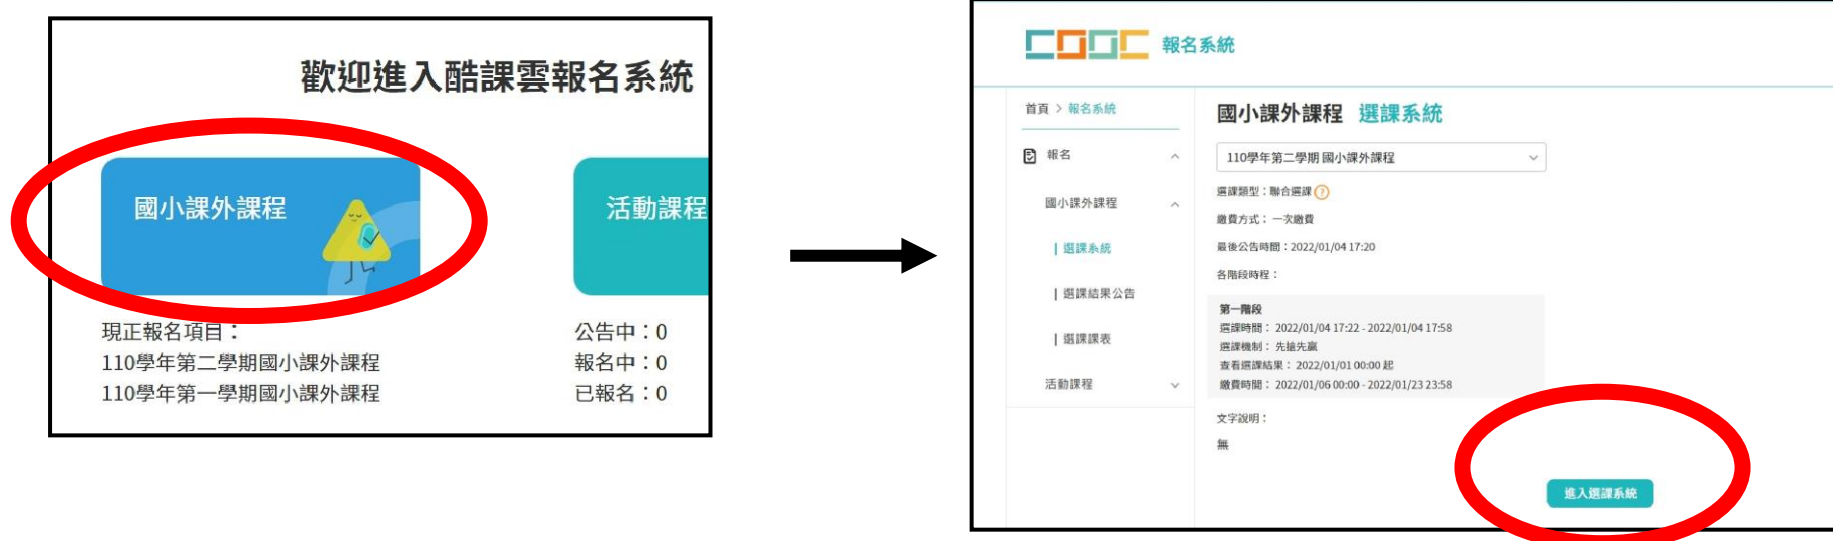 歡迎進入酷課雲報名系統
國小課外課程
活動課程
現正報名項目：
110學年第二學期國小課外課程
110學年第一學期國小課外課程
公告中：0
報名中：0
已報名：0
COOC 報名系統
首頁 > 報名系統
報名
國小課外課程
| 選課系統
| 選課結果公告
| 選課課表
活動課程
國小課外課程 選課系統
110學年第二學期 國小課外課程
選課類型：聯合選課 ?
繳費方式： 一次繳費
最後公告時間：2022/01/04 17:20
各階段時程：
第一階段
選課時間： 2022/01/04 17:22 - 2022/01/04 17:58
選課機制： 先搶先贏
查看選課結果： 2022/01/01 00:00 起
繳費時間： 2022/01/06 00:00 - 2022/01/23 23:58
文字說明：
無
進入選課系統